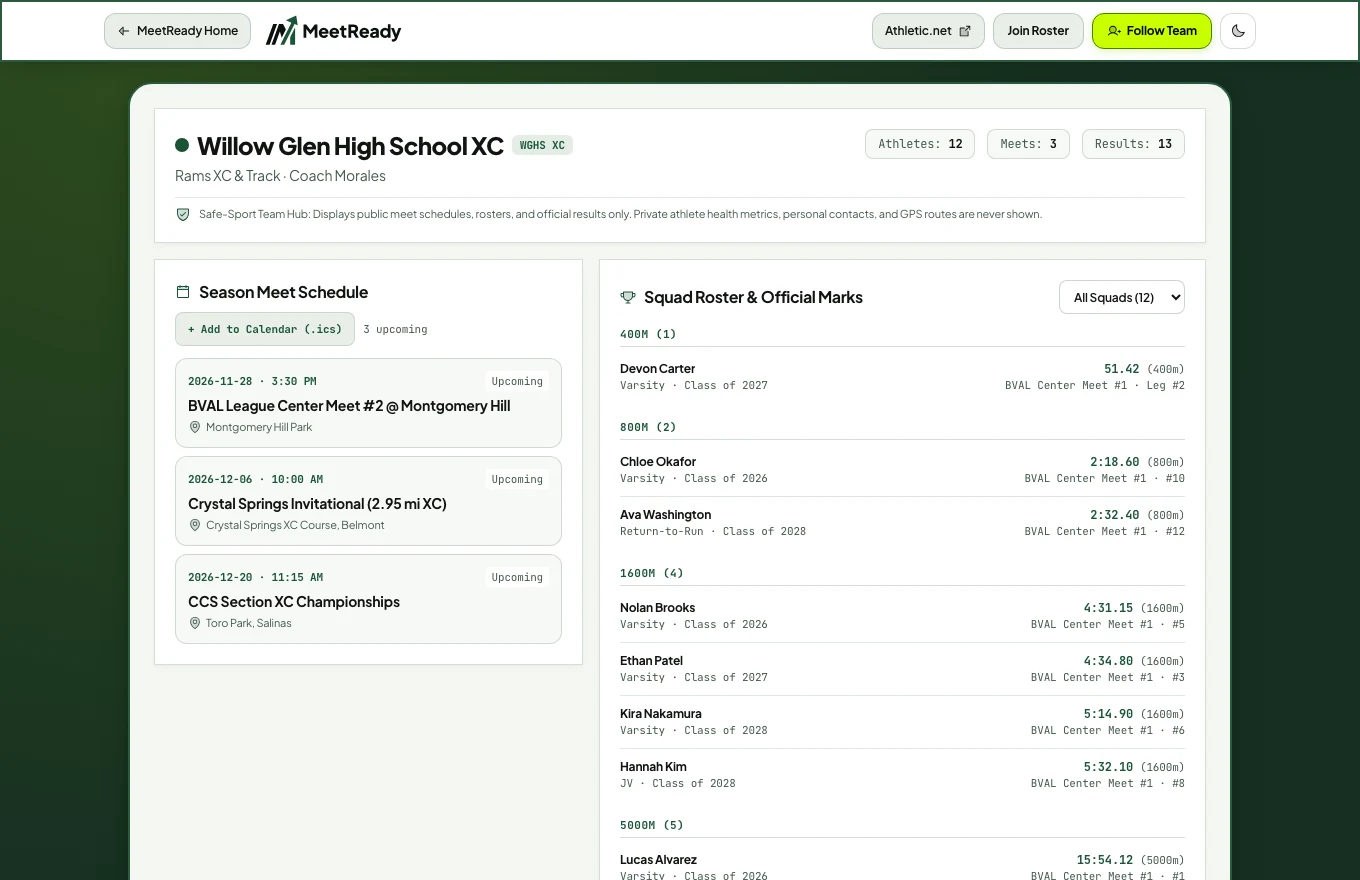 MeetReady Home
MeetReady
Athletic.net
Join Roster
Follow Team
Willow Glen High School XC
WGHS XC
Athletes: 12
Meets: 3
Results: 13
Rams XC & Track · Coach Morales
Safe-Sport Team Hub: Displays public meet schedules, rosters, and official results only. Private athlete health metrics, personal contacts, and GPS routes are never shown.
Season Meet Schedule
+ Add to Calendar (.ics)
3 upcoming
2026-11-28 · 3:30 PM
Upcoming
BVAL League Center Meet #2 @ Montgomery Hill
Montgomery Hill Park
2026-12-06 · 10:00 AM
Upcoming
Crystal Springs Invitational (2.95 mi XC)
Crystal Springs XC Course, Belmont
2026-12-20 · 11:15 AM
Upcoming
CCS Section XC Championships
Toro Park, Salinas
Squad Roster & Official Marks
All Squads (12)
400M (1)
Devon Carter
51.42 (400m)
Varsity · Class of 2027
BVAL Center Meet #1 · Leg #2
800M (2)
Chloe Okafor
2:18.60 (800m)
Varsity · Class of 2026
BVAL Center Meet #1 · #10
Ava Washington
2:32.40 (800m)
Return-to-Run · Class of 2028
BVAL Center Meet #1 · #12
1600M (4)
Nolan Brooks
4:31.15 (1600m)
Varsity · Class of 2026
BVAL Center Meet #1 · #5
Ethan Patel
4:34.80 (1600m)
Varsity · Class of 2027
BVAL Center Meet #1 · #3
Kira Nakamura
5:14.90 (1600m)
Varsity · Class of 2028
BVAL Center Meet #1 · #6
Hannah Kim
5:32.10 (1600m)
JV · Class of 2028
BVAL Center Meet #1 · #8
5000M (5)
Lucas Alvarez
15:54.12 (5000m)
Varsity · Class of 2026
BVAL Center Meet #1 · #1